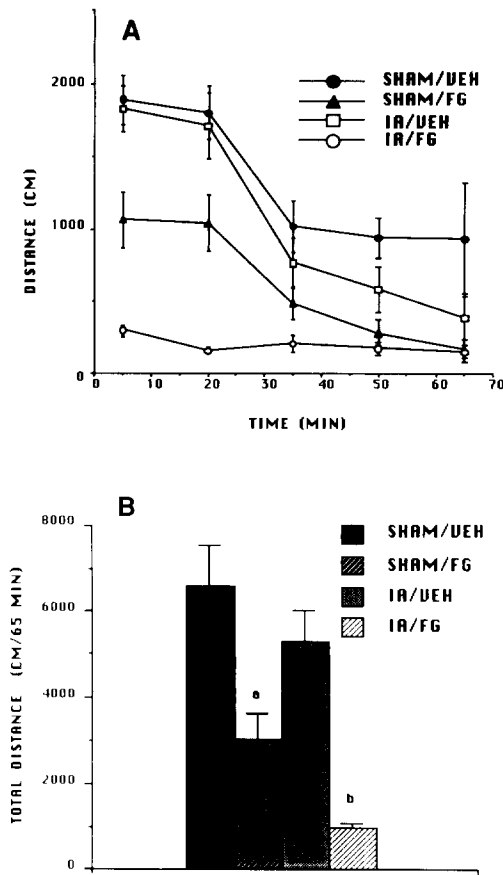 A
SHAM/VEH
SHAM/FG
IA/VEH
IA/FG
2000
1000
0
DISTANCE (CM)
0 10 20 30 40 50 60 70
TIME (MIN)
B
SHAM/VEH
SHAM/FG
IA/VEH
IA/FG
8000
6000
4000
2000
0
TOTAL DISTANCE (CM/65 MIN)
a
b